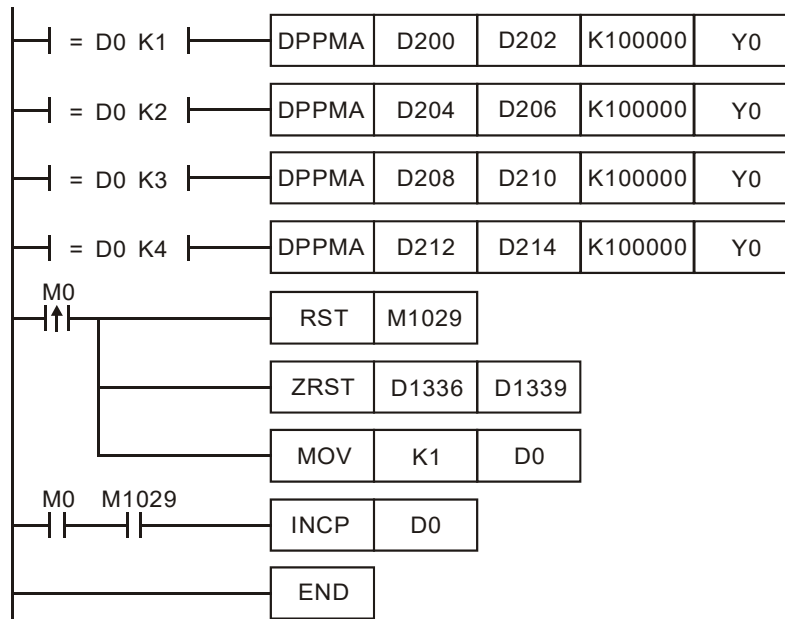 = D0 K1 DPPMA D200 D202 K100000 Y0
= D0 K2 DPPMA D204 D206 K100000 Y0
= D0 K3 DPPMA D208 D210 K100000 Y0
= D0 K4 DPPMA D212 D214 K100000 Y0
M0
RST M1029
ZRST D1336 D1339
MOV K1 D0
M0 M1029
INCP D0
END